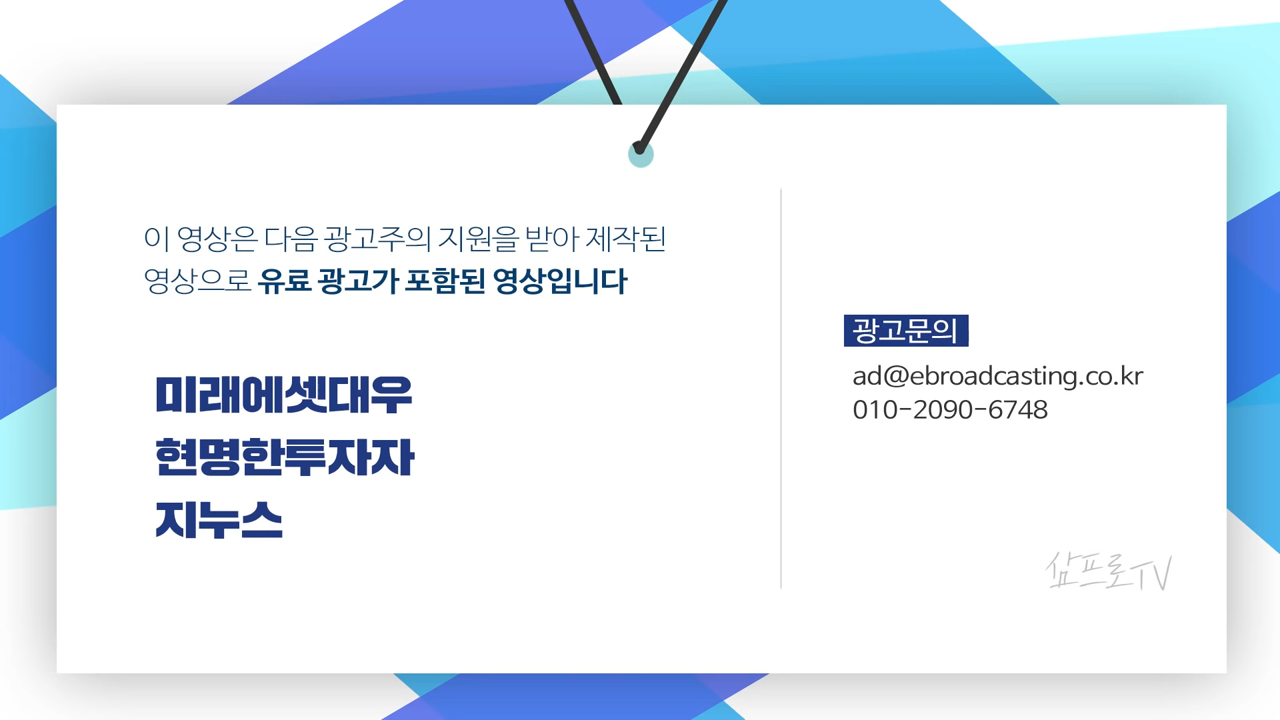 이 영상은 다음 광고주의 지원을 받아 제작된
영상으로 유료 광고가 포함된 영상입니다
미래에셋대우
현명한투자자
지누스
광고문의
ad@ebroadcasting.co.kr
010-2090-6748
삼프로TV